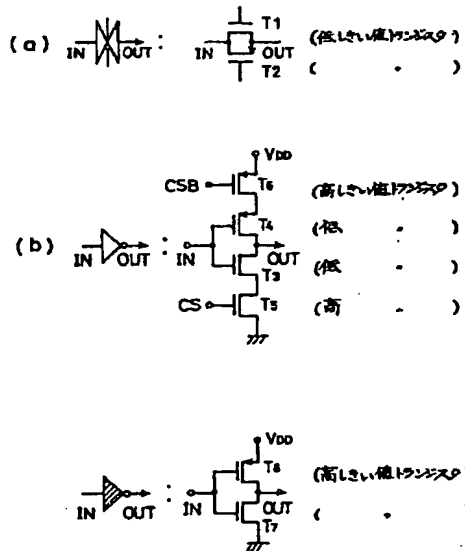 T1
(a) IN OUT : IN OUT (低しきい値トランジスタ)
T2 ( 〃 )
VDD
CSB T6 (高しきい値トランジスタ)
T4 (低 〃 )
(b) IN OUT : IN OUT
T3 (低 〃 )
CS T5 (高 〃 )
VDD
T8 (高しきい値トランジスタ
IN OUT : IN OUT
T7 ( 〃 )